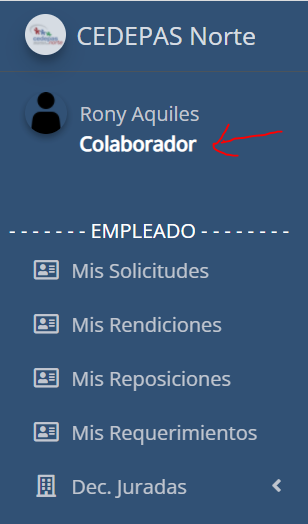 CEDEPAS Norte
Rony Aquiles
Colaborador
- - - - - - - EMPLEADO - - - - - - - -
Mis Solicitudes
Mis Rendiciones
Mis Reposiciones
Mis Requerimientos
Dec. Juradas